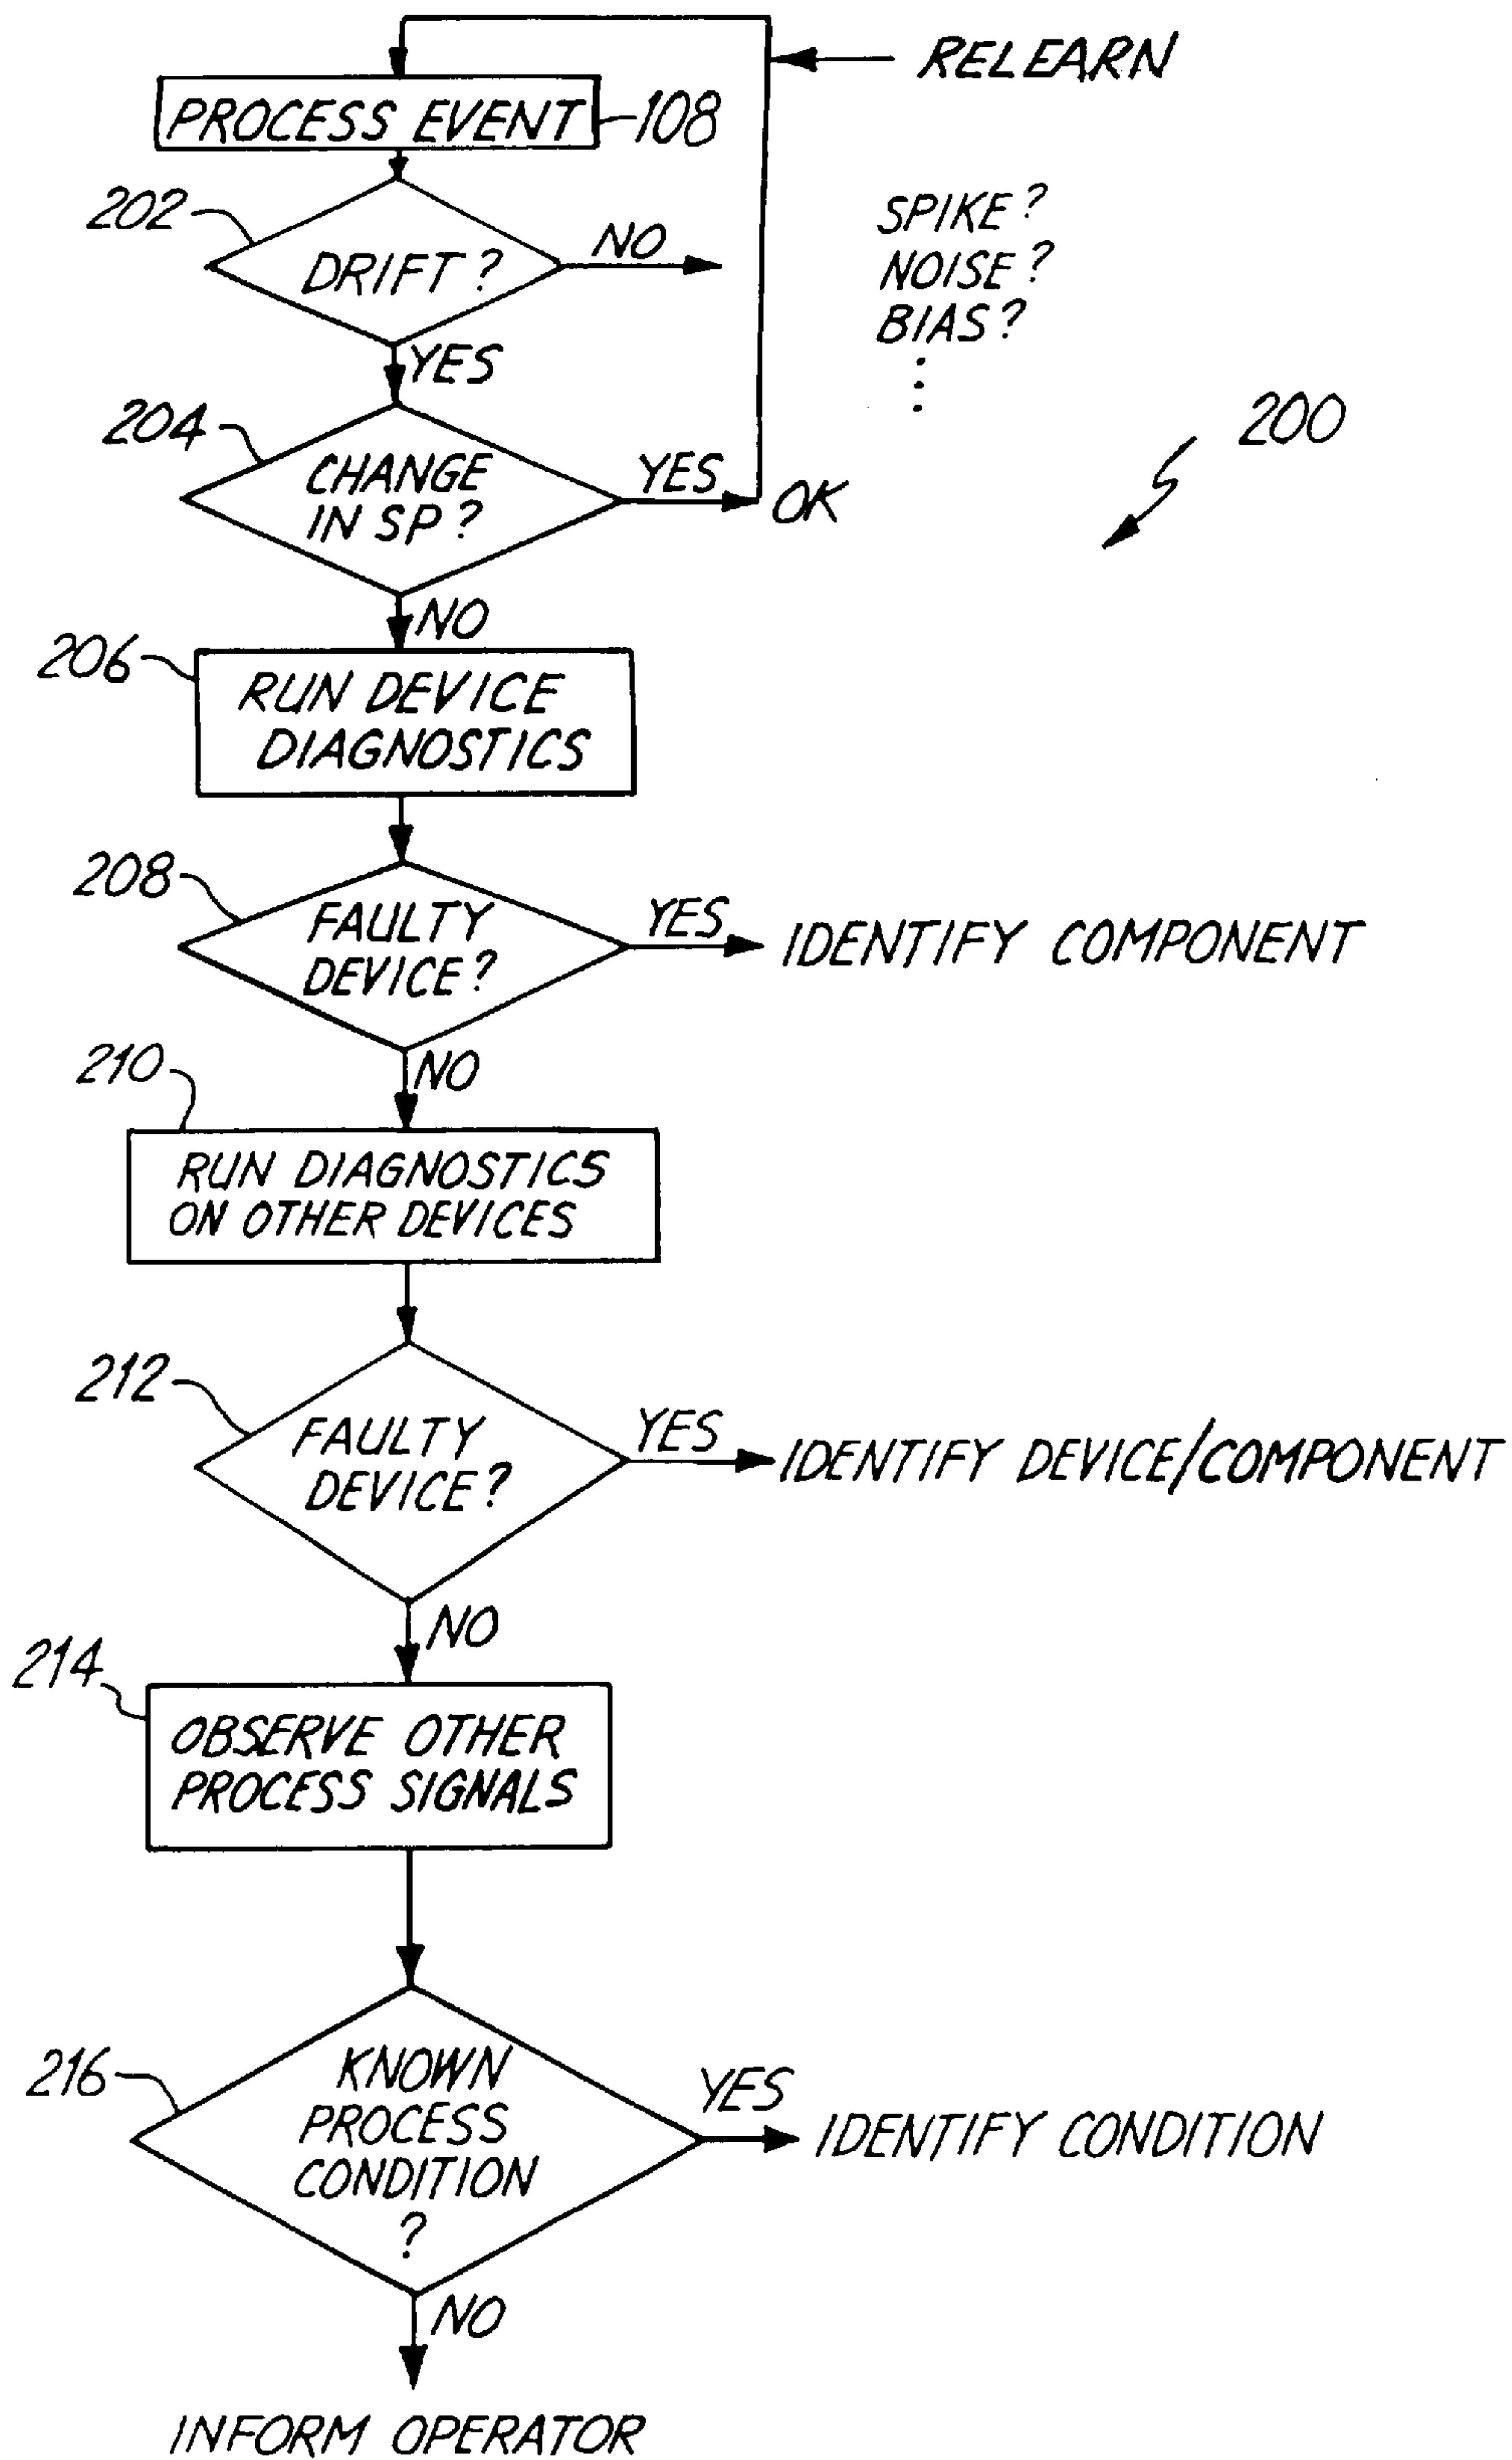 RELEARN
PROCESS EVENT 108
202
DRIFT?
NO
SPIKE?
NOISE?
BIAS?
YES
200
204
CHANGE
IN SP?
YES
OK
NO
206
RUN DEVICE
DIAGNOSTICS
208
FAULTY
DEVICE?
YES
IDENTIFY COMPONENT
NO
210
RUN DIAGNOSTICS
ON OTHER DEVICES
212
FAULTY
DEVICE?
YES
IDENTIFY DEVICE/COMPONENT
NO
214
OBSERVE OTHER
PROCESS SIGNALS
216
KNOWN
PROCESS
CONDITION
?
YES
IDENTIFY CONDITION
NO
INFORM OPERATOR